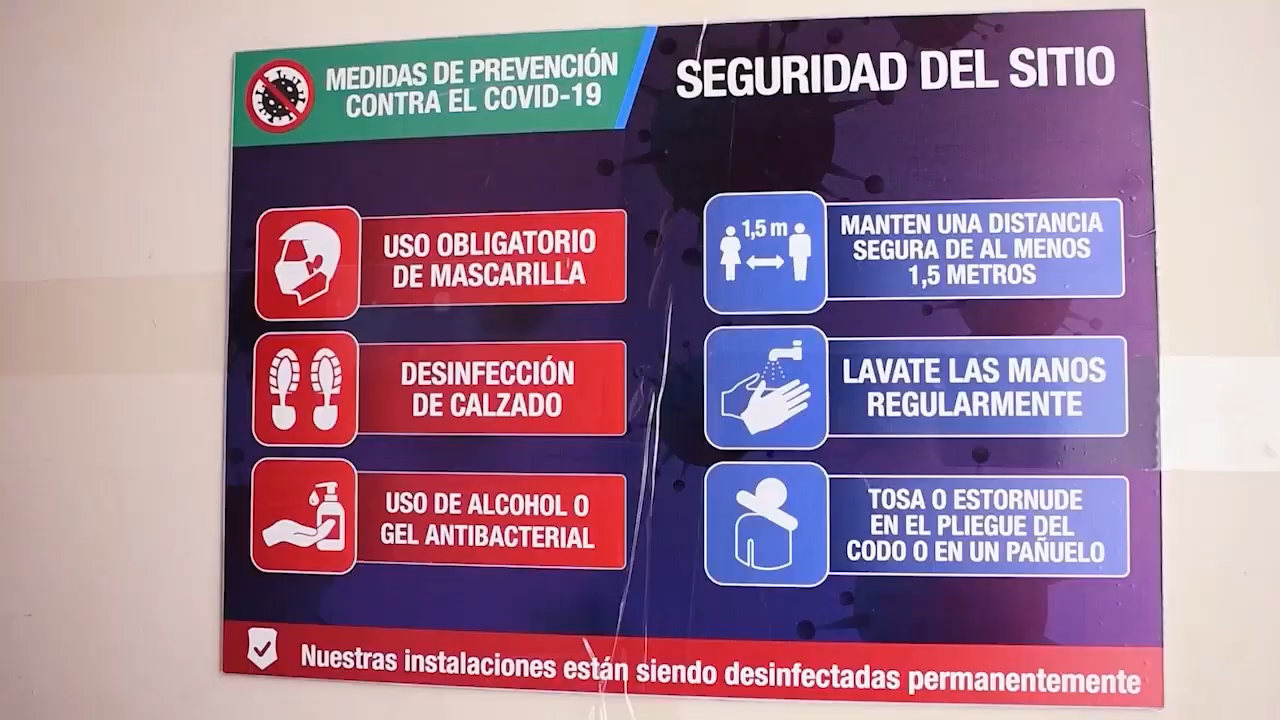 MEDIDAS DE PREVENCIÓN
CONTRA EL COVID-19
SEGURIDAD DEL SITIO
USO OBLIGATORIO
DE MASCARILLA
DESINFECCIÓN
DE CALZADO
USO DE ALCOHOL O
GEL ANTIBACTERIAL
1,5 m
MANTEN UNA DISTANCIA
SEGURA DE AL MENOS
1,5 METROS
LAVATE LAS MANOS
REGULARMENTE
TOSA O ESTORNUDE
EN EL PLIEGUE DEL
CODO O EN UN PAÑUELO
Nuestras instalaciones están siendo desinfectadas permanentemente